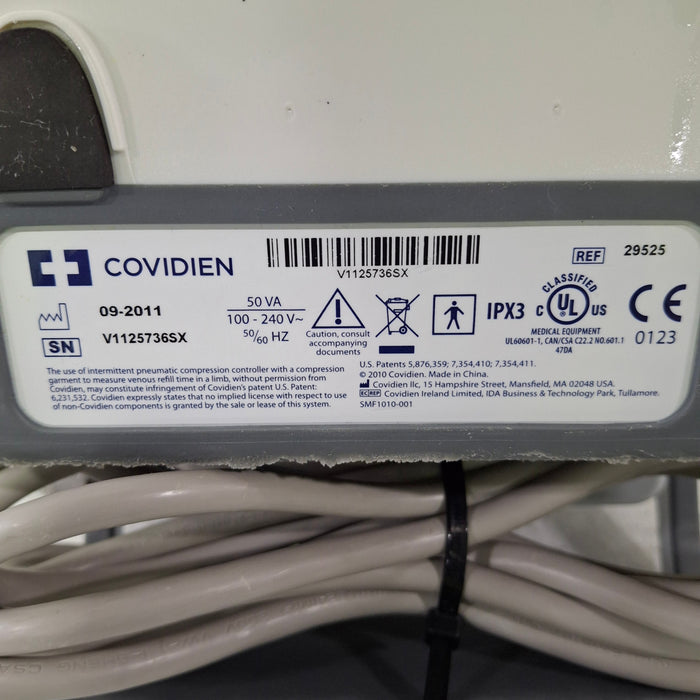 COVIDIEN
V1125736SX
REF 29525
09-2011
SN V1125736SX
50 VA
100 - 240 V~
50/60 HZ
Caution, consult
accompanying
documents
IPX3
CLASSIFIED
C UL US
MEDICAL EQUIPMENT
UL60601-1, CAN/CSA C22.2 NO.601.1
47DA
CE
0123
The use of intermittent pneumatic compression controller with a compression
garment to measure venous refill time in a limb, without permission from
Covidien, may constitute infringement of Covidien's patent U.S. Patent:
6,231,532. Covidien expressly states that no implied license with respect to use
of non-Covidien components is granted by the sale or lease of this system.
U.S. Patents 5,876,359; 7,354,410; 7,354,411.
© 2010 Covidien. Made in China.
Covidien llc, 15 Hampshire Street, Mansfield, MA 02048 USA.
EC REP Covidien Ireland Limited, IDA Business & Technology Park, Tullamore.
SMF1010-001
CSA